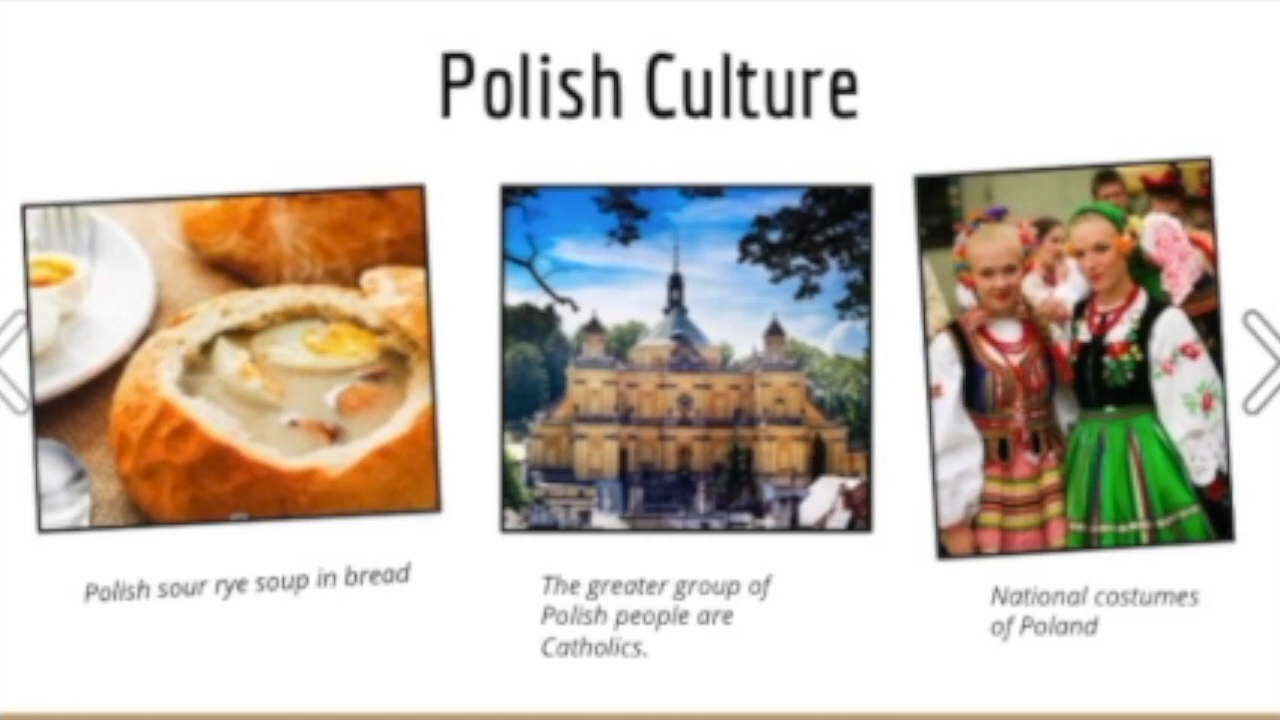 Polish Culture
Polish sour rye soup in bread
The greater group of
Polish people are
Catholics.
National costumes
of Poland